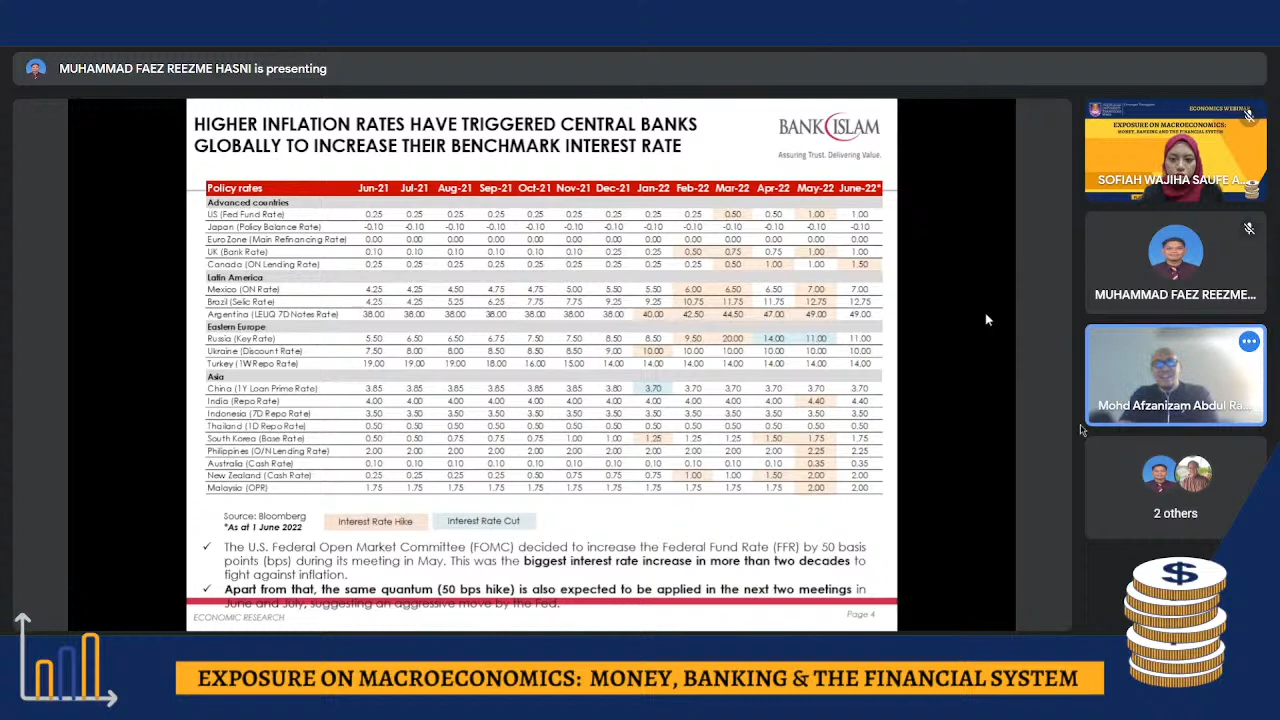 MUHAMMAD FAEZ REEZME HASNI is presenting
HIGHER INFLATION RATES HAVE TRIGGERED CENTRAL BANKS
GLOBALLY TO INCREASE THEIR BENCHMARK INTEREST RATE
BANK ISLAM
Assuring Trust. Delivering Value.
Policy rates Jun-21 Jul-21 Aug-21 Sep-21 Oct-21 Nov-21 Dec-21 Jan-22 Feb-22 Mar-22 Apr-22 May-22 June-22*
Advanced countries
US (Fed Fund Rate) 0.25 0.25 0.25 0.25 0.25 0.25 0.25 0.25 0.25 0.50 0.50 1.00 1.00
Japan (Policy Balance Rate) -0.10 -0.10 -0.10 -0.10 -0.10 -0.10 -0.10 -0.10 -0.10 -0.10 -0.10 -0.10 -0.10
Euro Zone (Main Refinancing Rate) 0.00 0.00 0.00 0.00 0.00 0.00 0.00 0.00 0.00 0.00 0.00 0.00 0.00
UK (Bank Rate) 0.10 0.10 0.10 0.10 0.10 0.10 0.25 0.25 0.50 0.75 0.75 1.00 1.00
Canada (ON Lending Rate) 0.25 0.25 0.25 0.25 0.25 0.25 0.25 0.25 0.25 0.50 1.00 1.00 1.50
Latin America
Mexico (ON Rate) 4.25 4.25 4.50 4.75 4.75 5.00 5.50 5.50 6.00 6.50 6.50 7.00 7.00
Brazil (Selic Rate) 4.25 4.25 5.25 6.25 7.75 7.75 9.25 9.25 10.75 11.75 11.75 12.75 12.75
Argentina (LELIQ 7D Notes Rate) 38.00 38.00 38.00 38.00 38.00 38.00 38.00 40.00 42.50 44.50 47.00 49.00 49.00
Eastern Europe
Russia (Key Rate) 5.50 6.50 6.50 6.75 7.50 7.50 8.50 8.50 9.50 20.00 14.00 11.00 11.00
Ukraine (Discount Rate) 7.50 8.00 8.00 8.50 8.50 8.50 9.00 10.00 10.00 10.00 10.00 10.00 10.00
Turkey (1W Repo Rate) 19.00 19.00 19.00 18.00 16.00 15.00 14.00 14.00 14.00 14.00 14.00 14.00 14.00
Asia
China (1Y Loan Prime Rate) 3.85 3.85 3.85 3.85 3.85 3.85 3.80 3.70 3.70 3.70 3.70 3.70 3.70
India (Repo Rate) 4.00 4.00 4.00 4.00 4.00 4.00 4.00 4.00 4.00 4.00 4.00 4.40 4.40
Indonesia (7D Repo Rate) 3.50 3.50 3.50 3.50 3.50 3.50 3.50 3.50 3.50 3.50 3.50 3.50 3.50
Thailand (1D Repo Rate) 0.50 0.50 0.50 0.50 0.50 0.50 0.50 0.50 0.50 0.50 0.50 0.50 0.50
South Korea (Base Rate) 0.50 0.50 0.75 0.75 0.75 1.00 1.00 1.25 1.25 1.25 1.50 1.75 1.75
Philippines (O/N Lending Rate) 2.00 2.00 2.00 2.00 2.00 2.00 2.00 2.00 2.00 2.00 2.00 2.25 2.25
Australia (Cash Rate) 0.10 0.10 0.10 0.10 0.10 0.10 0.10 0.10 0.10 0.10 0.10 0.35 0.35
New Zealand (Cash Rate) 0.25 0.25 0.25 0.25 0.50 0.75 0.75 0.75 1.00 1.00 1.50 2.00 2.00
Malaysia (OPR) 1.75 1.75 1.75 1.75 1.75 1.75 1.75 1.75 1.75 1.75 1.75 2.00 2.00
Source: Bloomberg
*As at 1 June 2022
Interest Rate Hike
Interest Rate Cut
✓ The U.S. Federal Open Market Committee (FOMC) decided to increase the Federal Fund Rate (FFR) by 50 basis
points (bps) during its meeting in May. This was the biggest interest rate increase in more than two decades to
fight against inflation.
✓ Apart from that, the same quantum (50 bps hike) is also expected to be applied in the next two meetings in
June and July, suggesting an aggressive move by the Fed.
ECONOMIC RESEARCH
Page 4
ECONOMICS WEBINAR
EXPOSURE ON MACROECONOMICS:
MONEY, BANKING AND THE FINANCIAL SYSTEM
SOFIAH WAJIHA SAUFE A...
MUHAMMAD FAEZ REEZME...
Mohd Afzanizam Abdul Ra...
2 others
$
EXPOSURE ON MACROECONOMICS: MONEY, BANKING & THE FINANCIAL SYSTEM